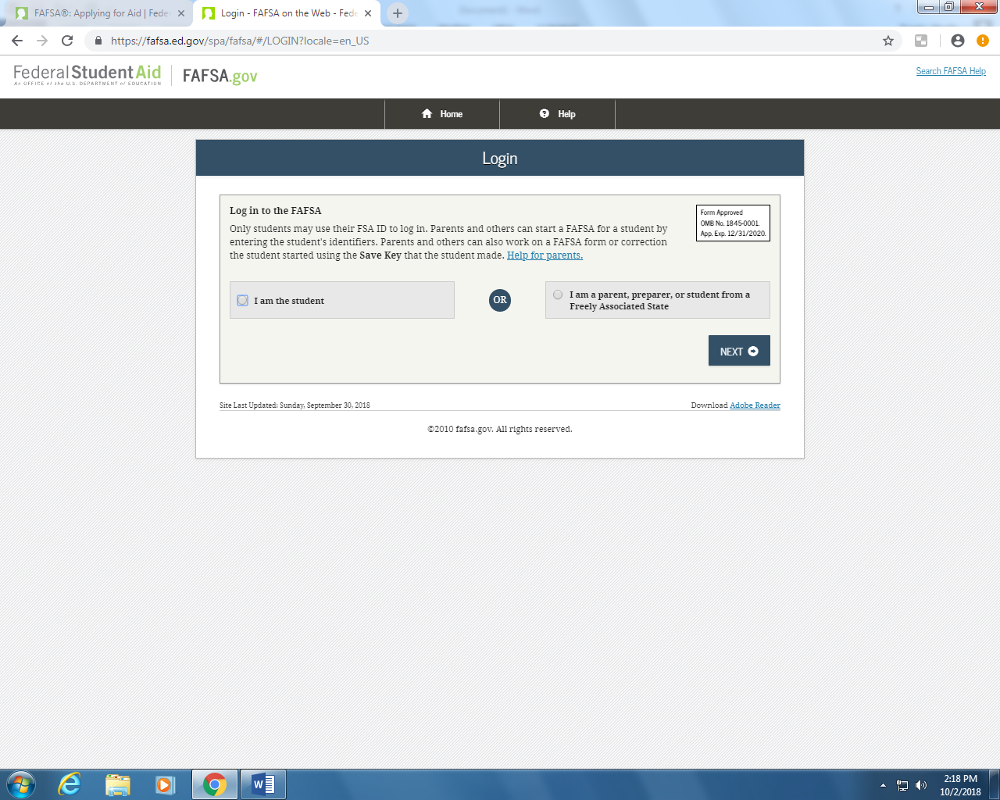 FAFSA®: Applying for Aid | Fede
Login - FAFSA on the Web - Fede
https://fafsa.ed.gov/spa/fafsa/#/LOGIN?locale=en_US
Federal Student Aid
An OFFICE of the U.S. DEPARTMENT of EDUCATION
FAFSA.gov
Search FAFSA Help
Home
Help
Login
Log in to the FAFSA
Only students may use their FSA ID to log in. Parents and others can start a FAFSA for a student by
entering the student's identifiers. Parents and others can also work on a FAFSA form or correction
the student started using the Save Key that the student made. Help for parents.
Form Approved
OMB No. 1845-0001.
App. Exp. 12/31/2020.
I am the student
OR
I am a parent, preparer, or student from a
Freely Associated State
NEXT
Site Last Updated: Sunday, September 30, 2018
Download Adobe Reader
©2010 fafsa.gov. All rights reserved.
2:18 PM
10/2/2018